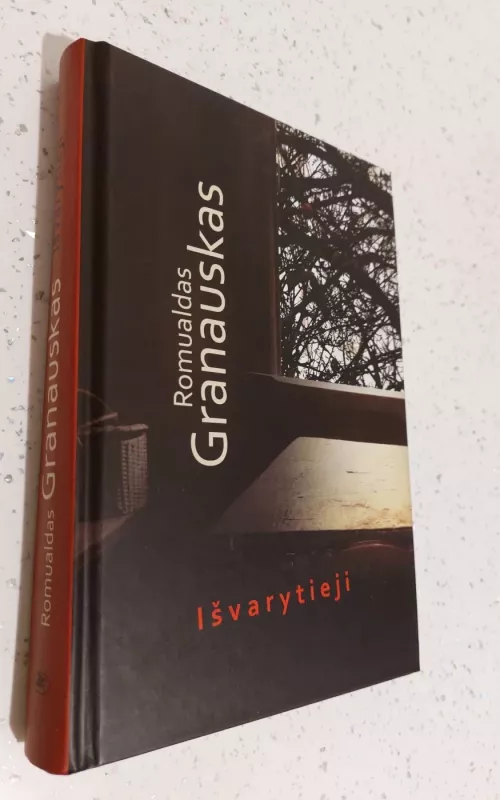 Romualdas
Granauskas
Išvarytieji
Romualdas Granauskas